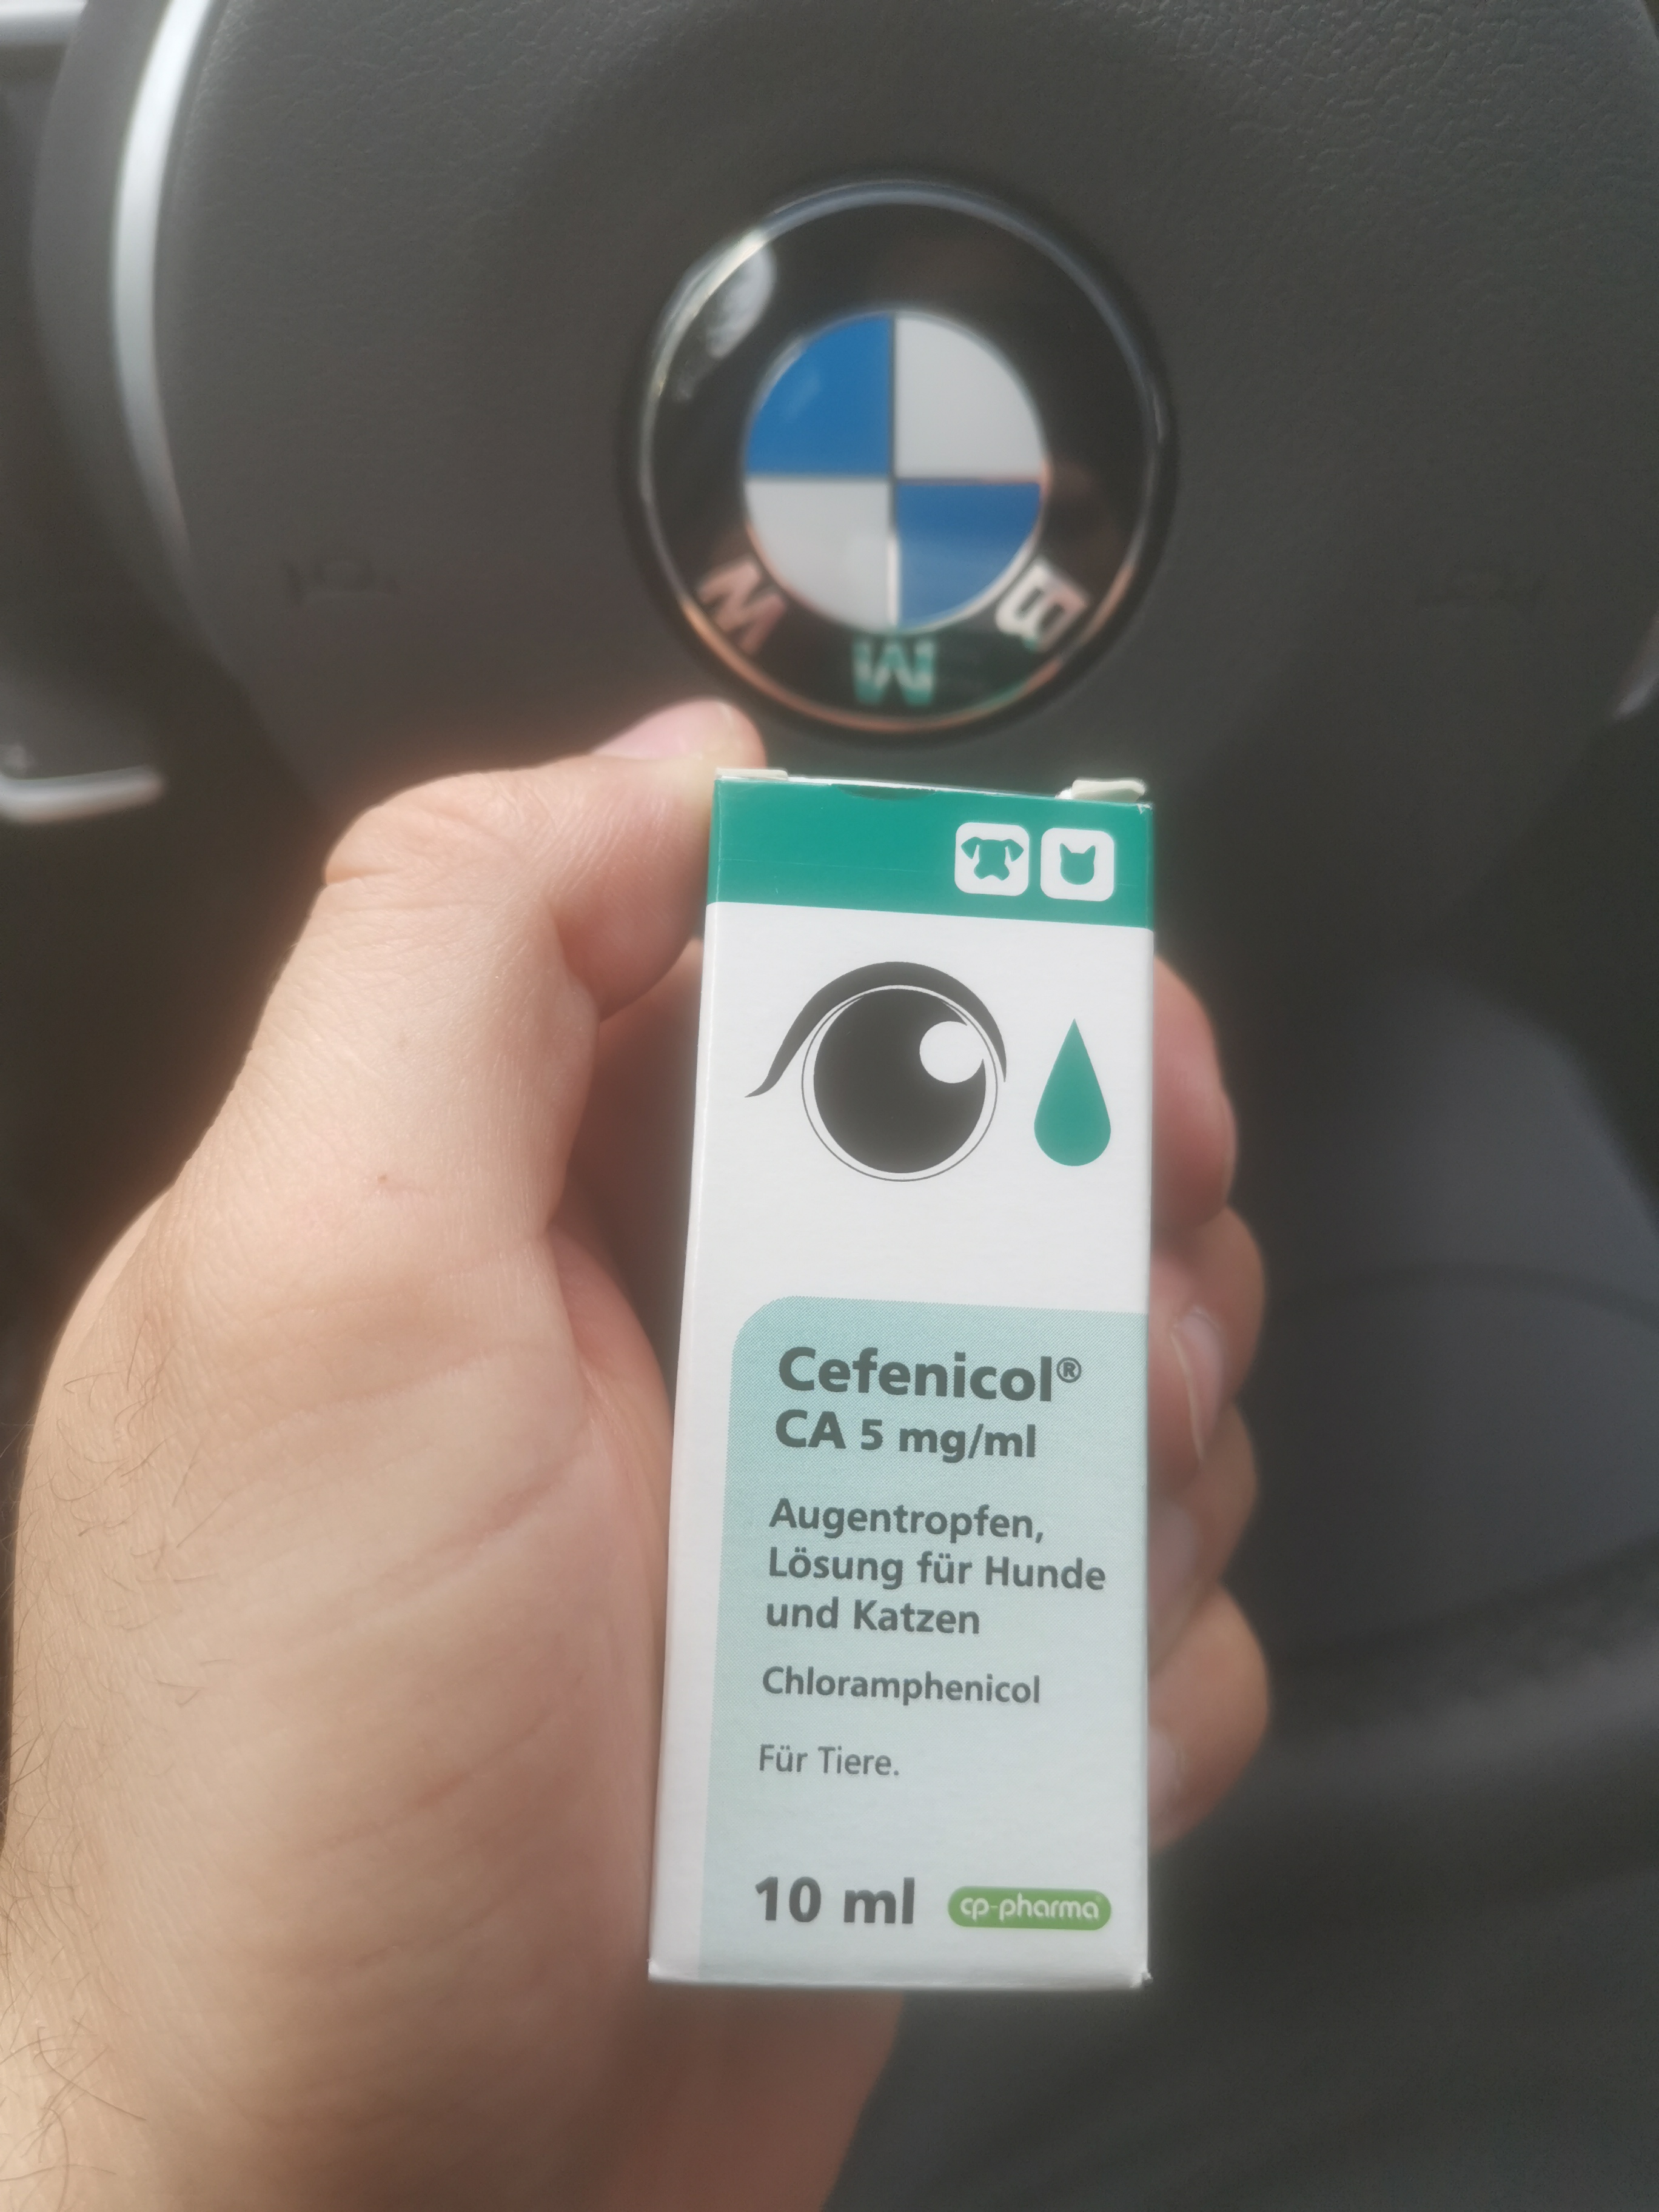 BMW
Cefenicol®
CA 5 mg/ml
Augentropfen,
Lösung für Hunde
und Katzen
Chloramphenicol
Für Tiere.
10 ml
cp-pharma